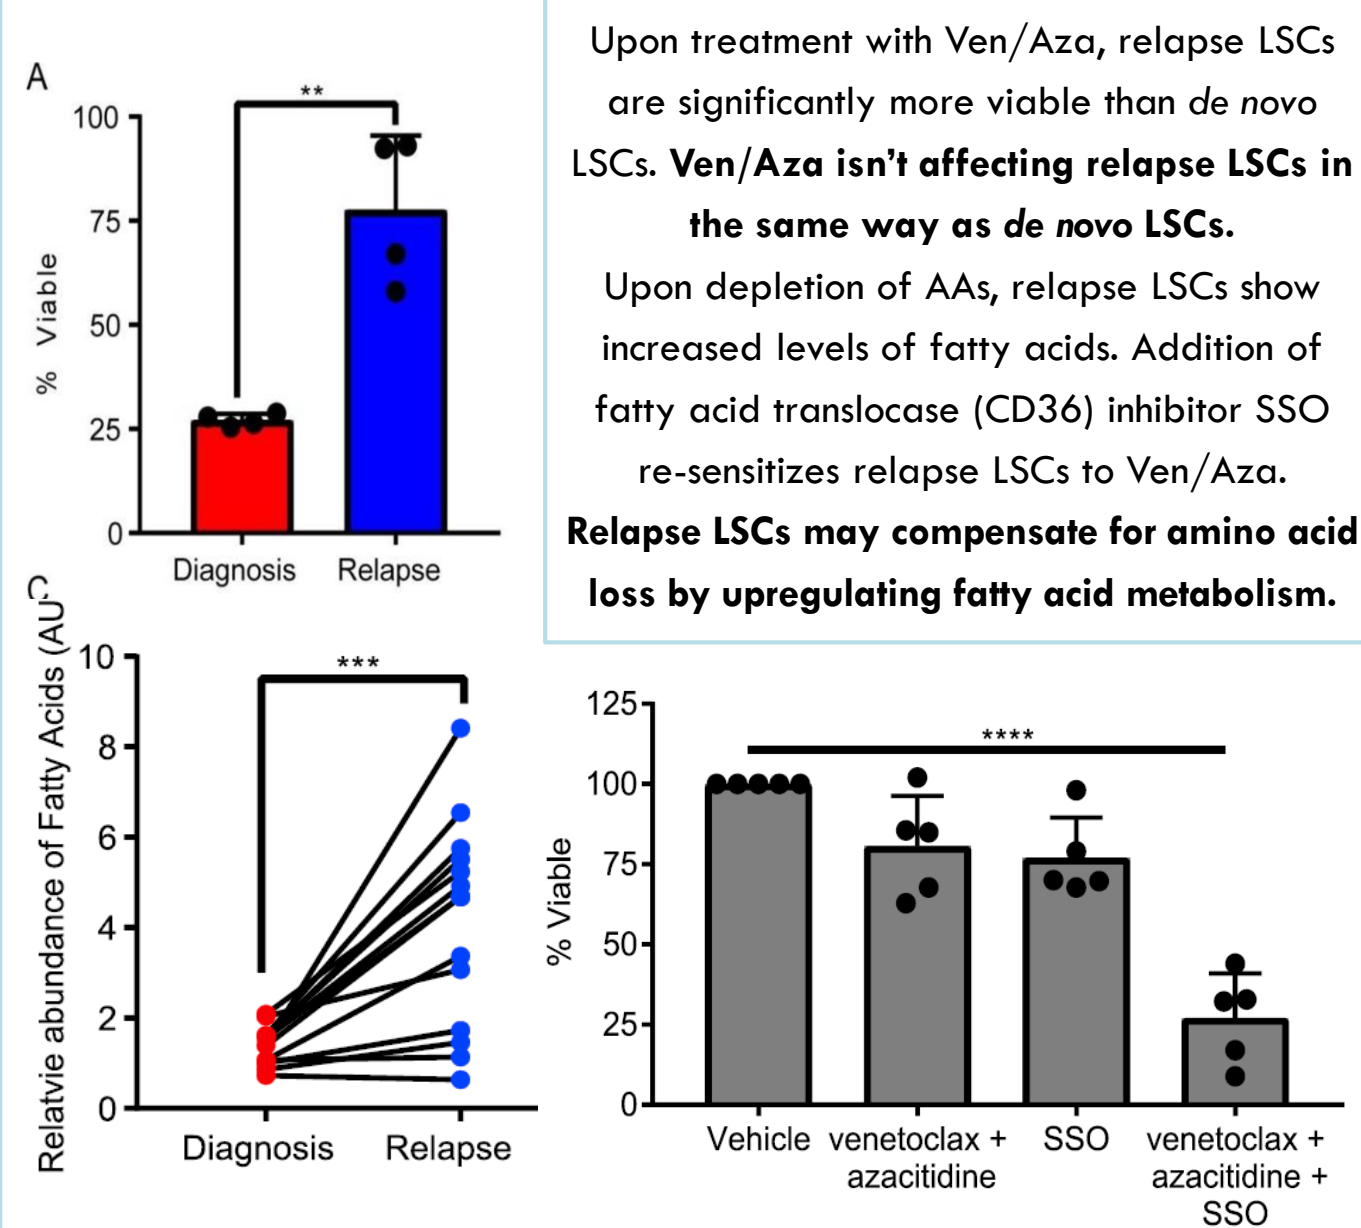 Upon treatment with Ven/Aza, relapse LSCs
are significantly more viable than de novo
LSCs. Ven/Aza isn't affecting relapse LSCs in
the same way as de novo LSCs.
Upon depletion of AAs, relapse LSCs show
increased levels of fatty acids. Addition of
fatty acid translocase (CD36) inhibitor SSO
re-sensitizes relapse LSCs to Ven/Aza.
Relapse LSCs may compensate for amino acid
loss by upregulating fatty acid metabolism.
A
**
100
75
50
25
0
% Viable
Diagnosis Relapse
C
***
10
8
6
4
2
0
Relatvie abundance of Fatty Acids (AU
Diagnosis Relapse
****
125
100
75
50
25
0
% Viable
Vehicle venetoclax + SSO venetoclax +
azacitidine azacitidine +
SSO